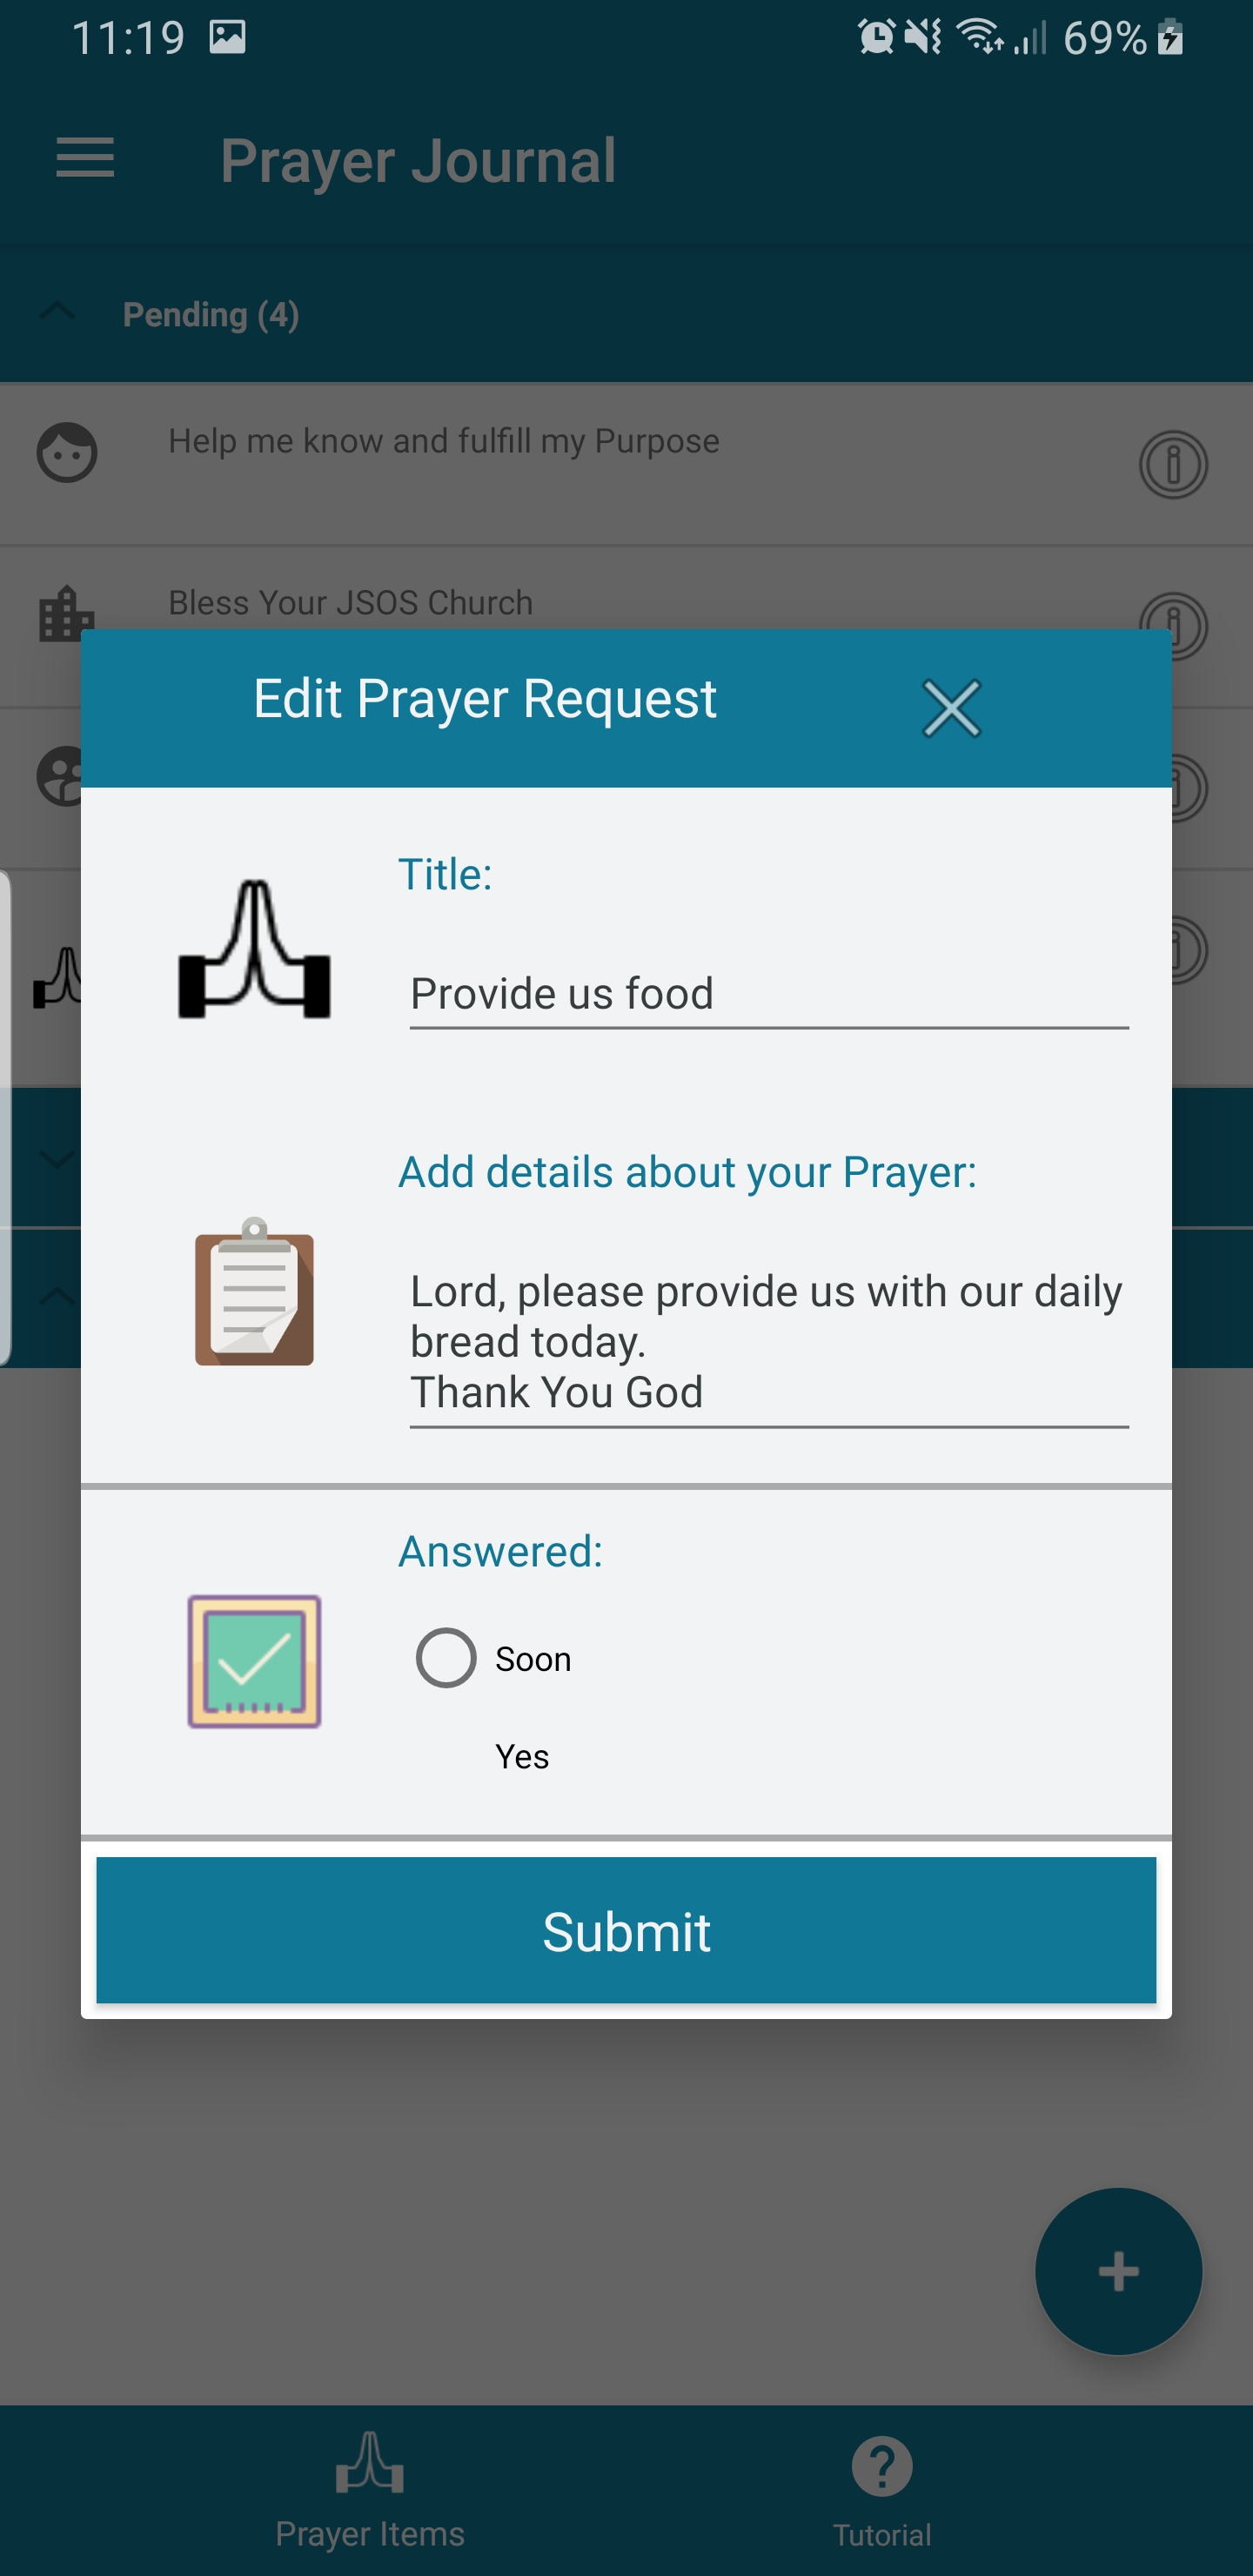 11:19
69%
Prayer Journal
Pending (4)
Help me know and fulfill my Purpose
Bless Your JSOS Church
Edit Prayer Request
Title:
Provide us food
Add details about your Prayer:
Lord, please provide us with our daily
bread today.
Thank You God
Answered:
Soon
Yes
Submit
Prayer Items
Tutorial